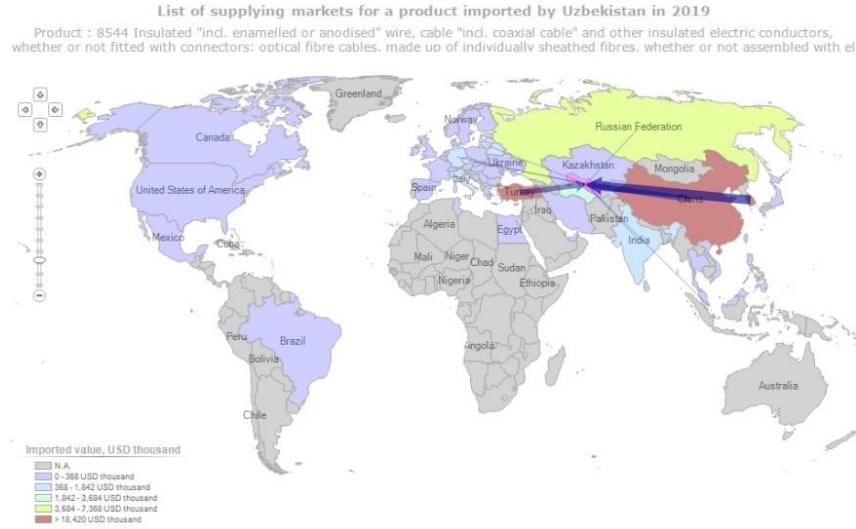 List of supplying markets for a product imported by Uzbekistan in 2019
Product : 8544 Insulated "incl. enamelled or anodised" wire, cable "incl. coaxial cable" and other insulated electric conductors,
whether or not fitted with connectors; optical fibre cables, made up of individually sheathed fibres, whether or not assembled with el
Greenland
Norway
Russian Federation
Canada
Ukraine
Kazakhstan
Mongolia
United States of America
Spain
Italy
Turkey
China
Iraq
Pakistan
Algeria
Egypt
India
Mexico
Cuba
Mali
Niger
Chad
Sudan
Nigeria
Ethiopia
Peru
Brazil
Bolivia
Angola
Chile
Australia
Imported value, USD thousand
N.A.
0 - 368 USD thousand
368 - 1,842 USD thousand
1,842 - 3,684 USD thousand
3,684 - 7,368 USD thousand
> 18,420 USD thousand